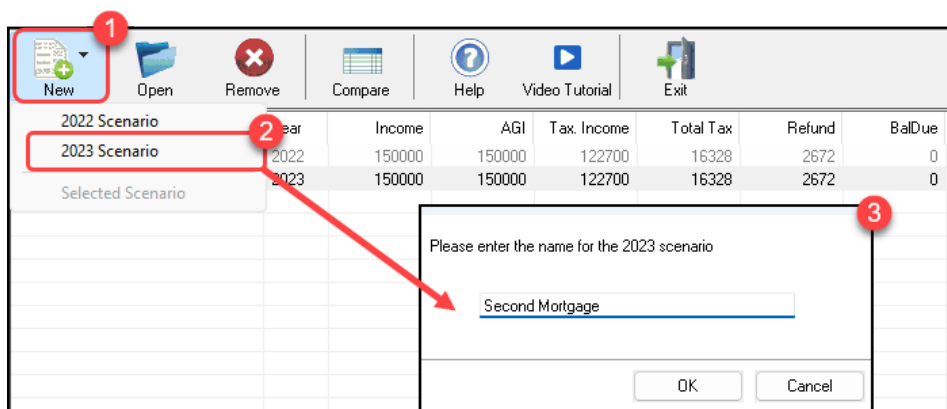 1
New Open Remove Compare Help Video Tutorial Exit
2022 Scenario
2023 Scenario
Selected Scenario
2
ear Income AGI Tax. Income Total Tax Refund BalDue
2022 150000 150000 122700 16328 2672 0
2023 150000 150000 122700 16328 2672 0
3
Please enter the name for the 2023 scenario
Second Mortgage
OK Cancel